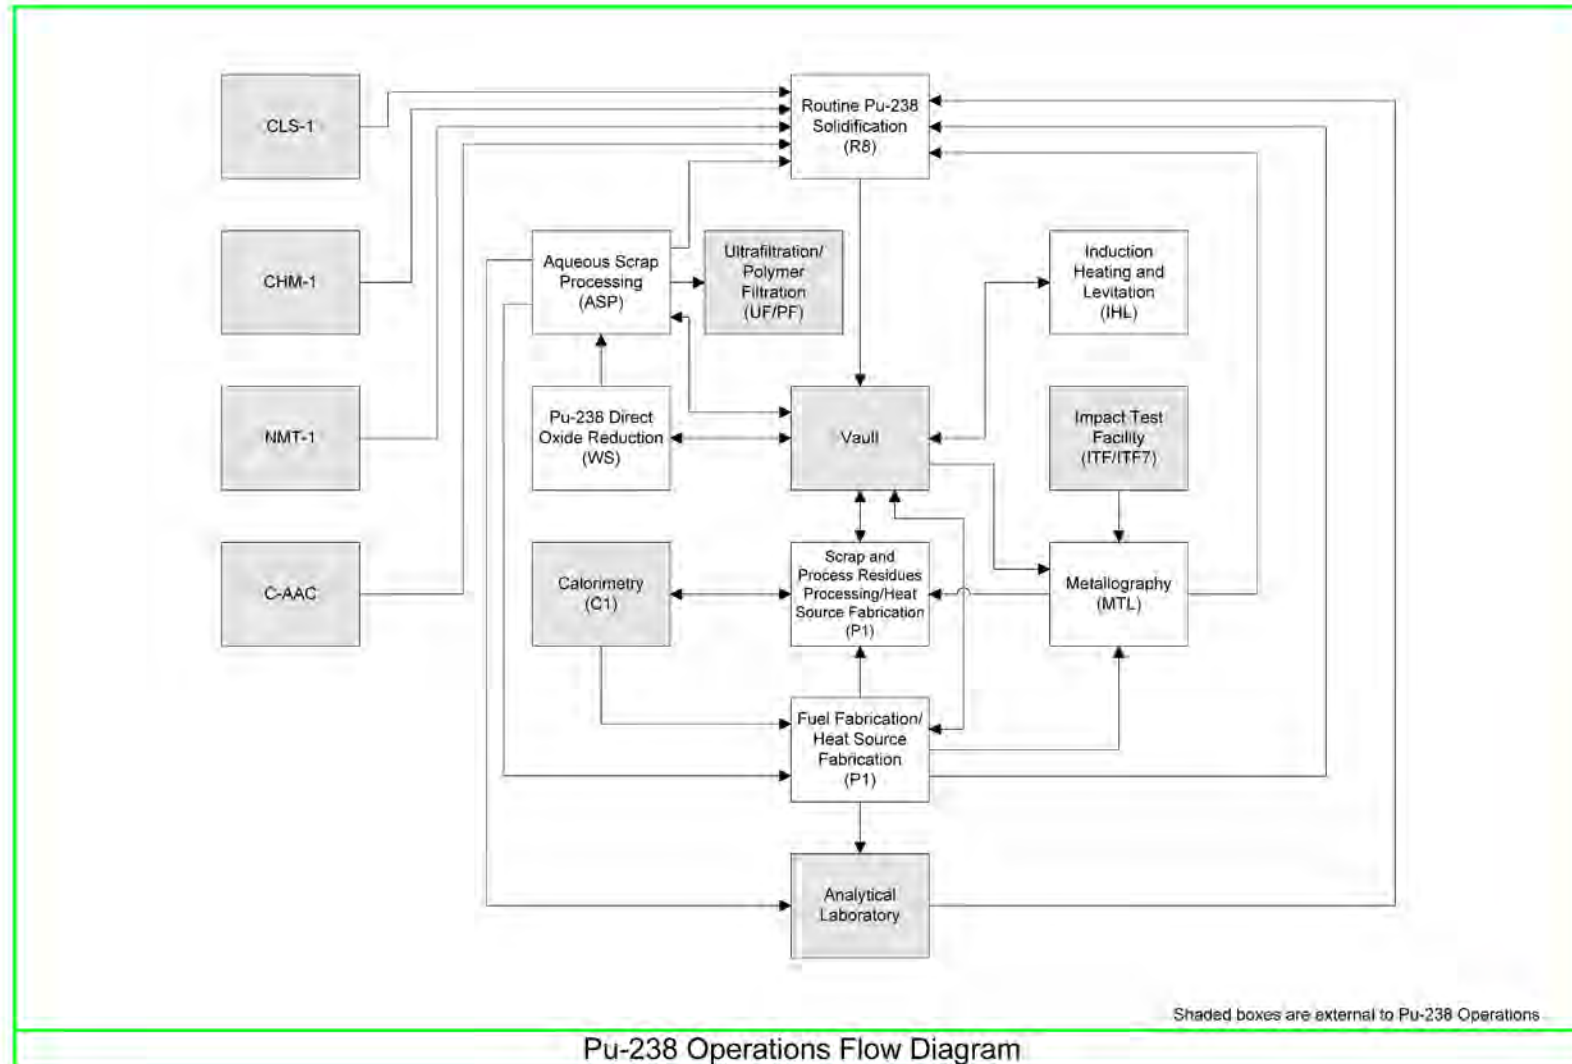 CLS-1
Routine Pu-238
Solidification
(R8)
CHM-1
Aqueous Scrap
Processing
(ASP)
Ultrafiltration/
Polymer
Filtration
(UF/PF)
Induction
Heating and
Levitation
(IHL)
NMT-1
Pu-238 Direct
Oxide Reduction
(WS)
Vault
Impact Test
Facility
(ITF/ITF7)
C-AAC
Calorimetry
(C1)
Scrap and
Process Residues
Processing/Heat
Source Fabrication
(P1)
Metallography
(MTL)
Fuel Fabrication/
Heat Source
Fabrication
(P1)
Analytical
Laboratory
Shaded boxes are external to Pu-238 Operations
Pu-238 Operations Flow Diagram